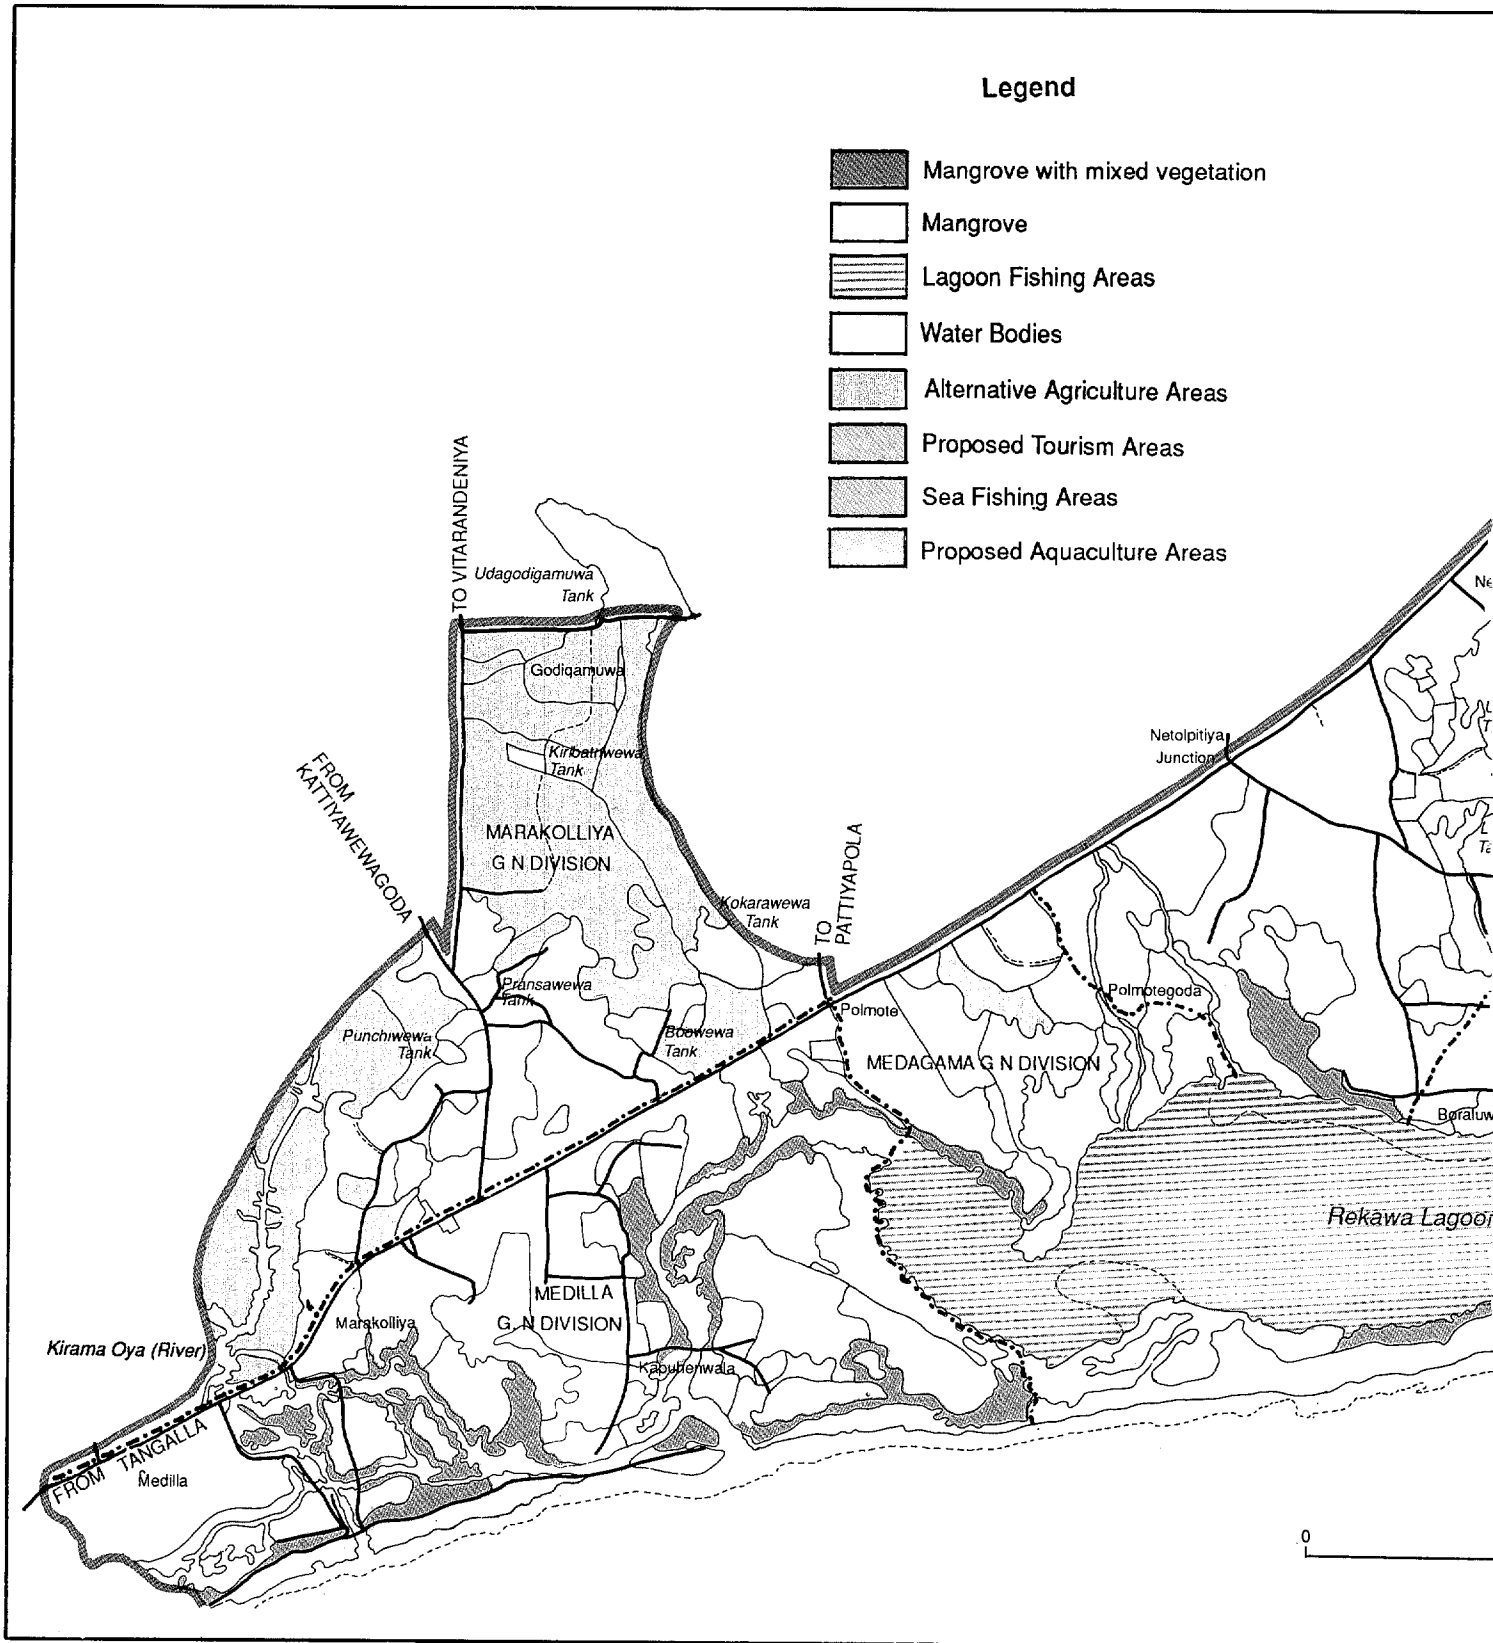 Legend
Mangrove with mixed vegetation
Mangrove
Lagoon Fishing Areas
Water Bodies
Alternative Agriculture Areas
Proposed Tourism Areas
Sea Fishing Areas
Proposed Aquaculture Areas
TO VITARANDENIYA
Udagodigamuwa
Tank
Godigamuwa
Kiribathwewa
Tank
FROM
KATTIYAWEWAGODA
MARAKOLLIYA
G N DIVISION
Netolpitiya
Junction
Kokarawewa
Tank
TO
PATTIYAPOLA
Pransawewa
Tank
Polmotegoda
Polmote
Punchiwewa
Tank
Boowewa
Tank
MEDAGAMA G N DIVISION
Boraluw
Rekawa Lagoon
MEDILLA
G. N DIVISION
Marakolliya
Kirama Oya (River)
Kapuhenwala
FROM TANGALLA
Medilla
0